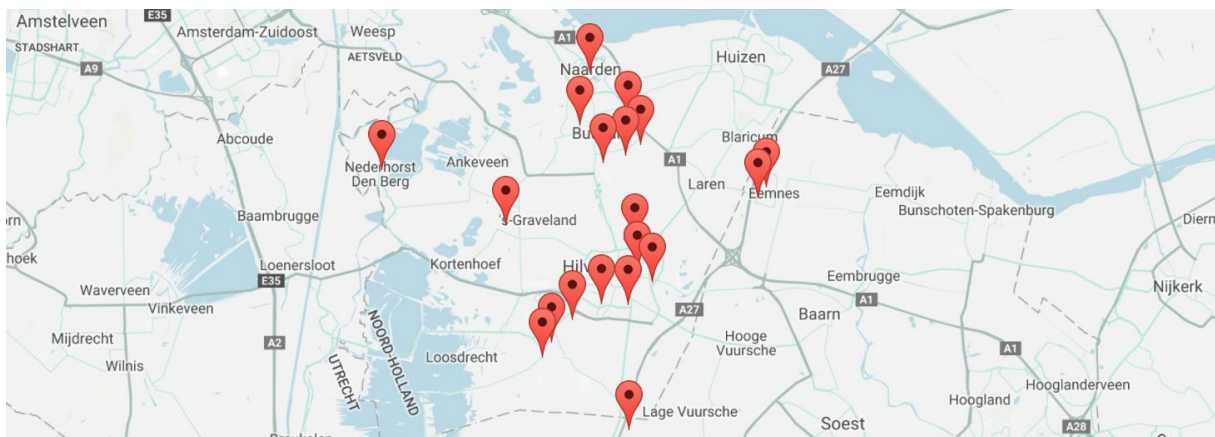 Amstelveen
STADSHART
E35
Amsterdam-Zuidoost
Weesp
AETSVELD
A1
Naarden
Huizen
A27
A9
Abcoude
Nederhorst
Den Berg
Ankeveen
Blaricum
A1
Laren
Eemnes
Eemdijk
Bunschoten-Spakenburg
Baambrugge
's-Graveland
hoek
Loenersloot
Kortenhoef
E35
Waverveen
Vinkeveen
Eembrugge
A1
Nijkerk
A27
Baarn
Mijdrecht
A2
NOORD-HOLLAND
UTRECHT
Loosdrecht
Hooge
Vuursche
A1
Wilnis
Hooglanderveen
Hoogland
Lage Vuursche
Soest
A28